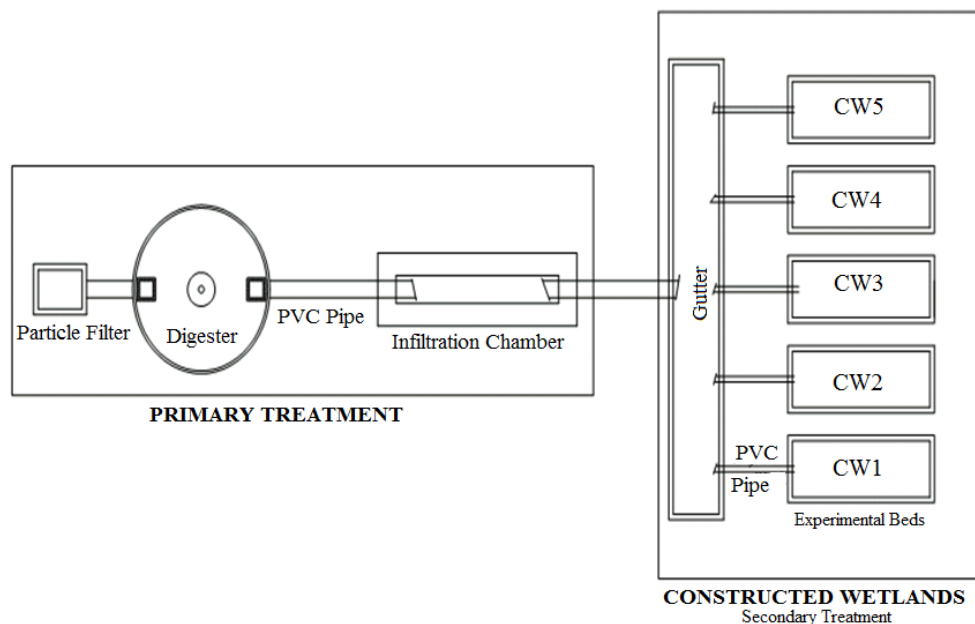 Particle Filter
Digester
PVC Pipe
Infiltration Chamber
PRIMARY TREATMENT
Gutter
CW5
CW4
CW3
CW2
CW1
PVC
Pipe
Experimental Beds
CONSTRUCTED WETLANDS
Secondary Treatment